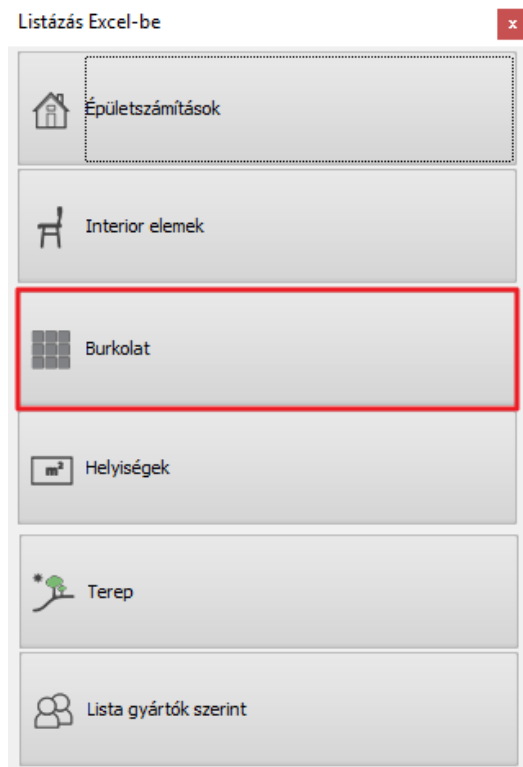 Listázás Excel-be
x
Épületszámítások
Interior elemek
Burkolat
m²
Helyiségek
Terep
Lista gyártók szerint